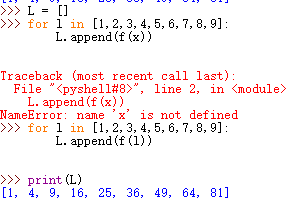 >>> L = []
>>> for l in [1,2,3,4,5,6,7,8,9]:
        L.append(f(x))
Traceback (most recent call last):
  File "<pyshell#8>", line 2, in <module>
    L.append(f(x))
NameError: name 'x' is not defined
>>> for l in [1,2,3,4,5,6,7,8,9]:
        L.append(f(l))
>>> print(L)
[1, 4, 9, 16, 25, 36, 49, 64, 81]